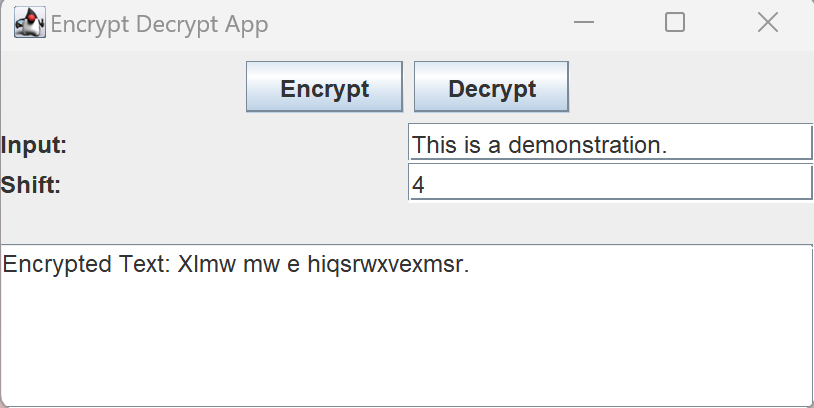 Encrypt Decrypt App
Encrypt Decrypt
Input: This is a demonstration.
Shift: 4
Encrypted Text: Xlmw mw e hiqsrwxvexmsr.